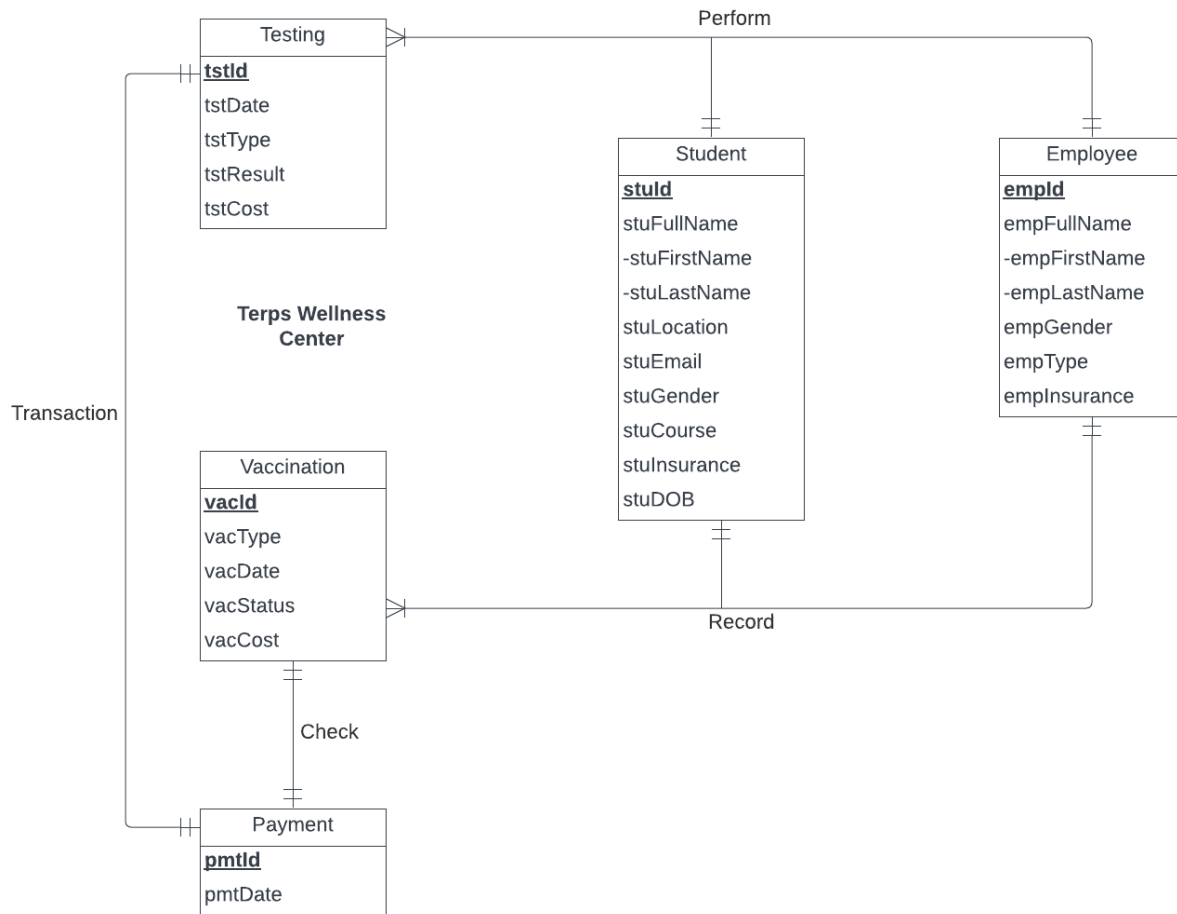 Perform
Testing
tstId
tstDate
tstType
tstResult
tstCost
Student
stuId
stuFullName
-stuFirstName
-stuLastName
stuLocation
stuEmail
stuGender
stuCourse
stuInsurance
stuDOB
Employee
empId
empFullName
-empFirstName
-empLastName
empGender
empType
empInsurance
Terps Wellness
Center
Transaction
Vaccination
vacId
vacType
vacDate
vacStatus
vacCost
Record
Check
Payment
pmtId
pmtDate